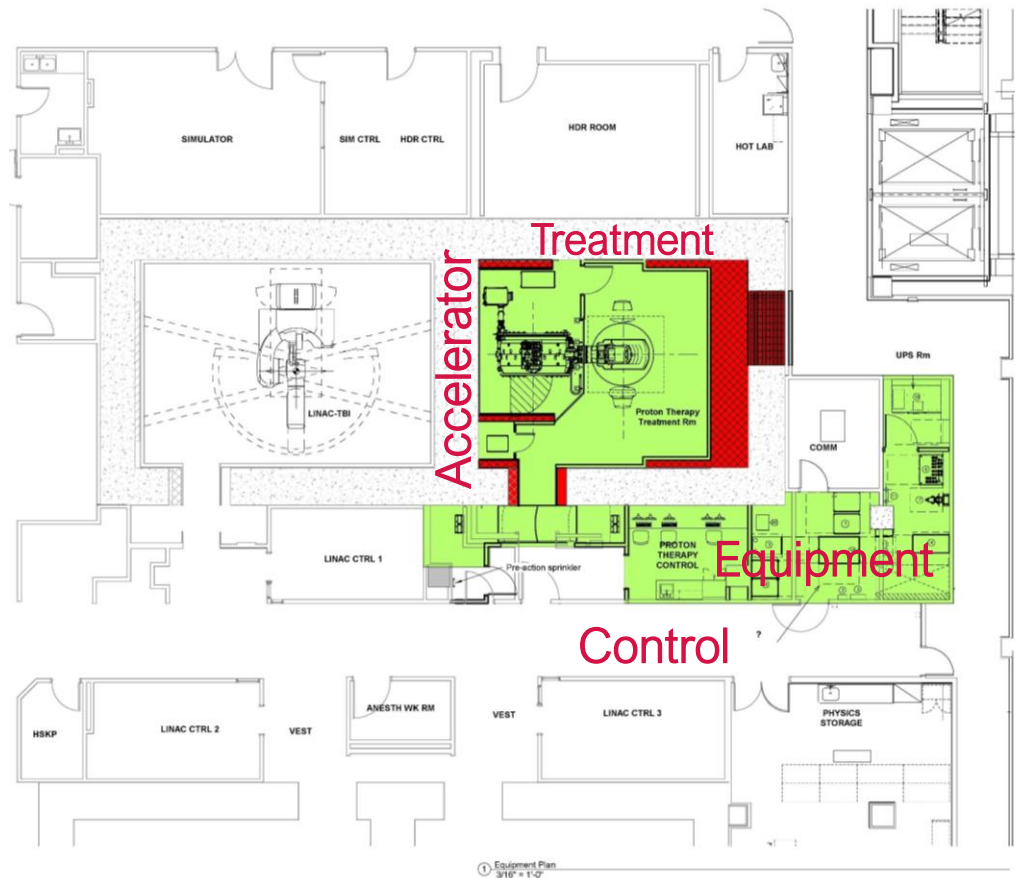 SIMULATOR
SIM CTRL
HDR CTRL
HDR ROOM
HOT LAB
Treatment
Accelerator
UPS Rm
LINAC-TBI
Proton Therapy
Treatment Rm
COMM
LINAC CTRL 1
Pre-action sprinkler
PROTON
THERAPY
CONTROL
Equipment
Control
?
HSKP
LINAC CTRL 2
VEST
ANESTH WK RM
VEST
LINAC CTRL 3
PHYSICS
STORAGE
1
Equipment Plan
3/16" = 1'-0"